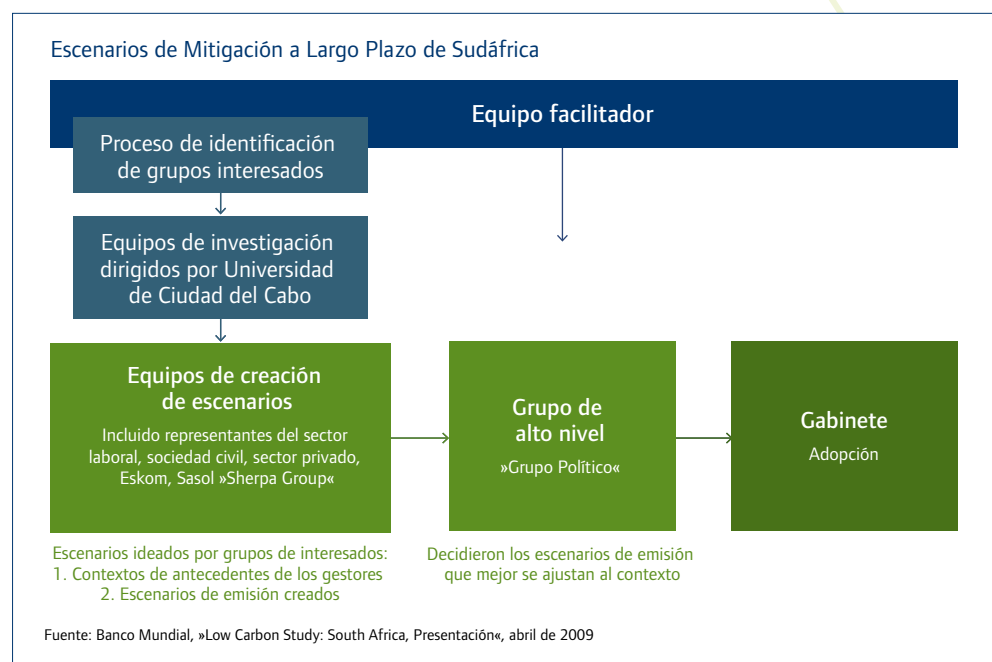 Escenarios de Mitigación a Largo Plazo de Sudáfrica
Equipo facilitador
Proceso de identificación
de grupos interesados
Equipos de investigación
dirigidos por Universidad
de Ciudad del Cabo
Equipos de creación
de escenarios
Incluido representantes del sector
laboral, sociedad civil, sector privado,
Eskom, Sasol »Sherpa Group«
Grupo de
alto nivel
»Grupo Político«
Gabinete
Adopción
Escenarios ideados por grupos de interesados:
1. Contextos de antecedentes de los gestores
2. Escenarios de emisión creados
Decidieron los escenarios de emisión
que mejor se ajustan al contexto
Fuente: Banco Mundial, »Low Carbon Study: South Africa, Presentación«, abril de 2009